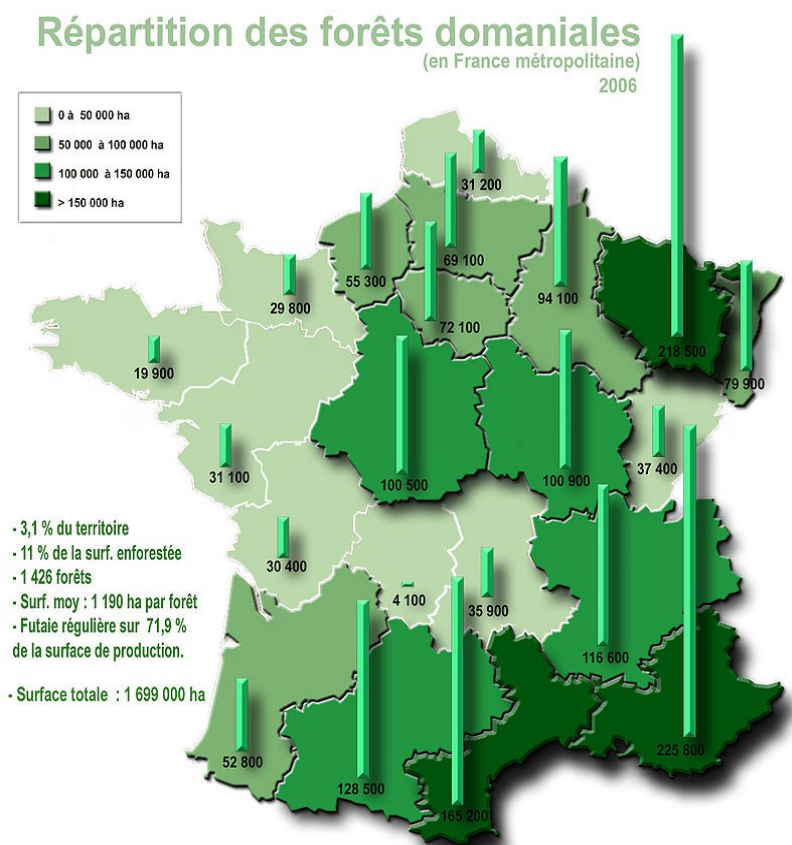 Répartition des forêts domaniales
(en France métropolitaine)
2006
0 à 50 000 ha
50 000 à 100 000 ha
100 000 à 150 000 ha
> 150 000 ha
31 200
69 100
55 300
94 100
29 800
72 100
218 500
79 900
19 900
31 100
100 500
100 900
37 400
30 400
4 100
35 900
116 600
52 800
128 500
165 200
225 800
- 3,1 % du territoire
- 11 % de la surf. enforestée
- 1 426 forêts
- Surf. moy : 1 190 ha par forêt
- Futaie régulière sur 71,9 %
de la surface de production.
- Surface totale : 1 699 000 ha